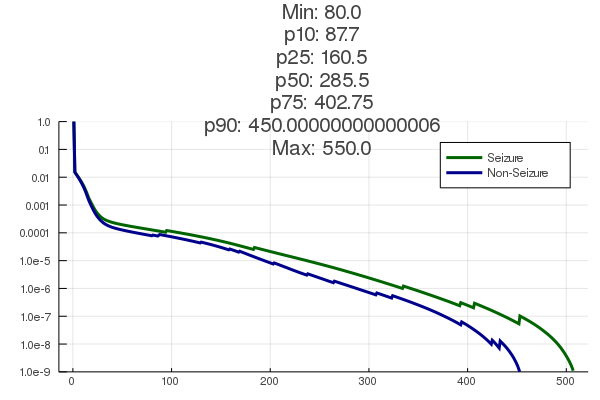 Min: 80.0
p10: 87.7
p25: 160.5
p50: 285.5
p75: 402.75
p90: 450.00000000000006
Max: 550.0
1.0
0.1
0.01
0.001
0.0001
1.0e-5
1.0e-6
1.0e-7
1.0e-8
1.0e-9
Seizure
Non-Seizure
0 100 200 300 400 500